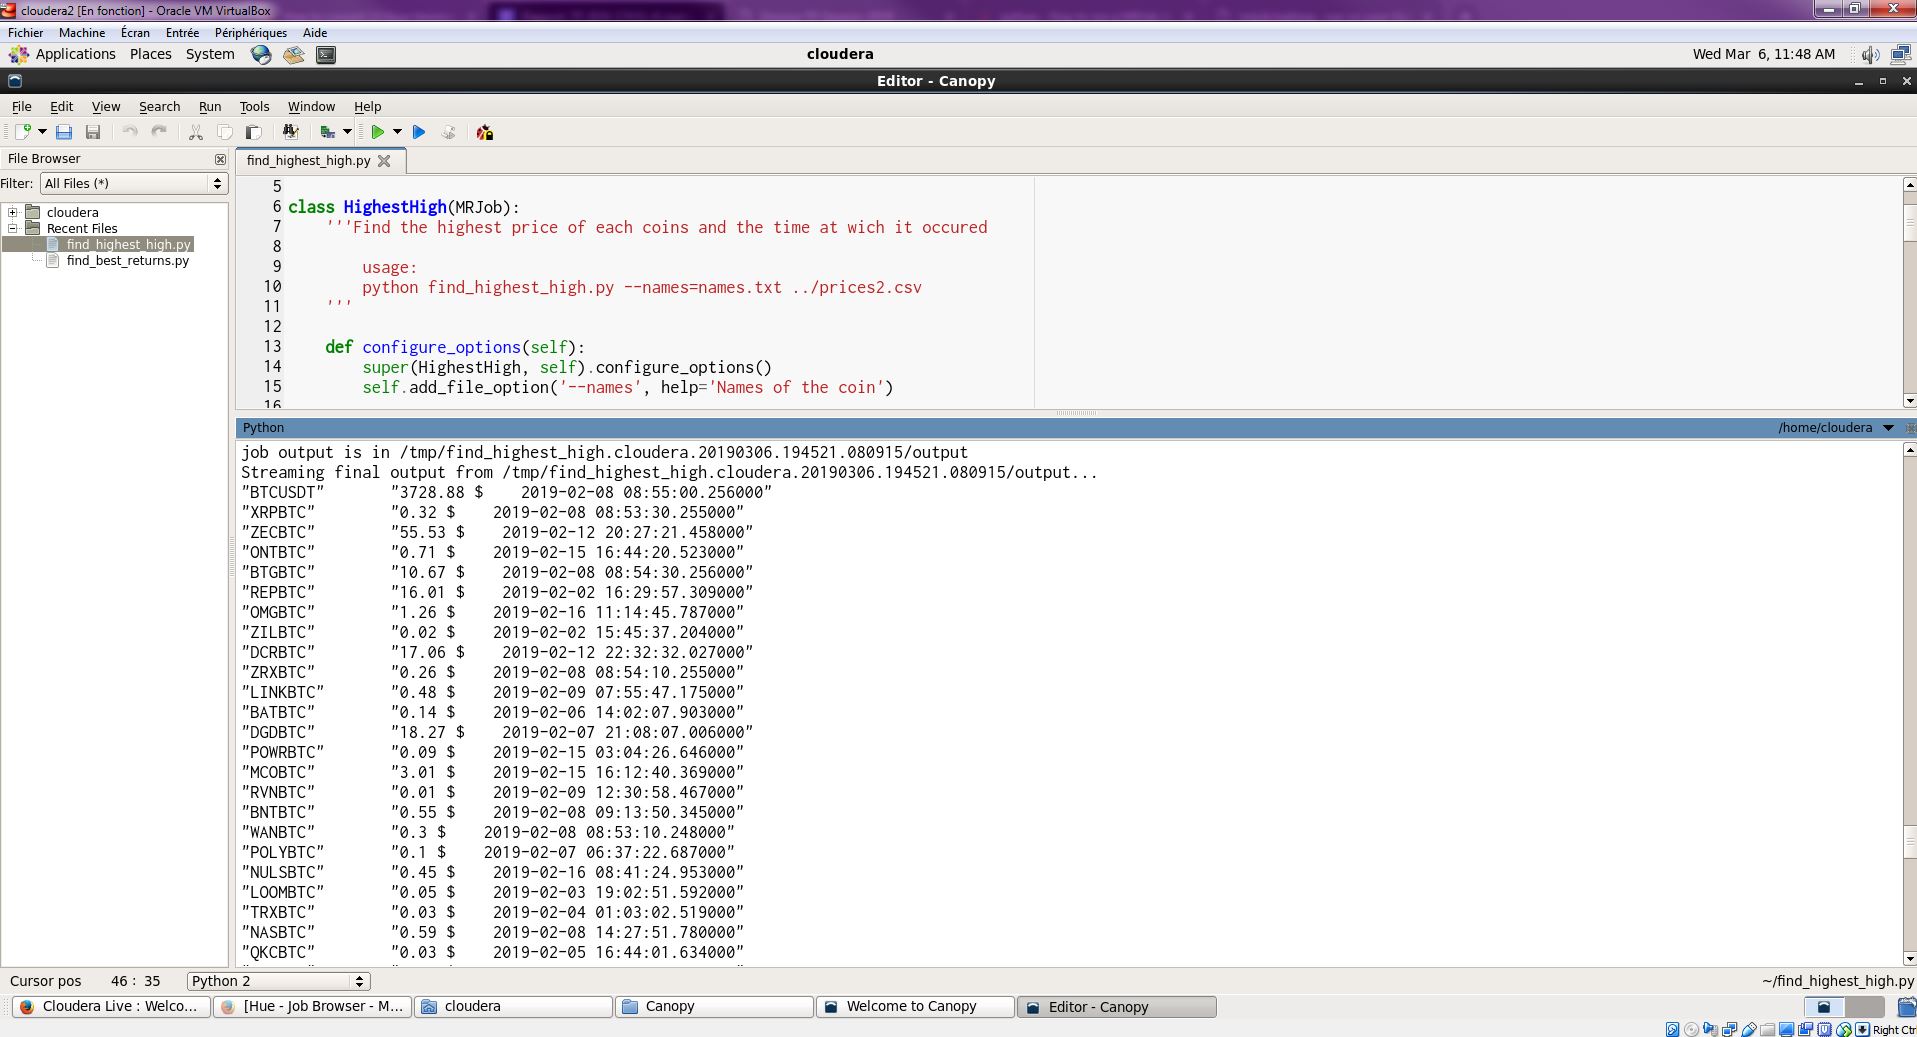 cloudera2 [En fonction] - Oracle VM VirtualBox
Fichier Machine Écran Entrée Périphériques Aide
Applications Places System cloudera Wed Mar 6, 11:48 AM
Editor - Canopy
File Edit View Search Run Tools Window Help
File Browser
Filter: All Files (*)
cloudera
Recent Files
find_highest_high.py
find_best_returns.py
find_highest_high.py
5
6 class HighestHigh(MRJob):
7 '''Find the highest price of each coins and the time at wich it occured
8
9 usage:
10 python find_highest_high.py --names=names.txt ../prices2.csv
11 '''
12
13 def configure_options(self):
14 super(HighestHigh, self).configure_options()
15 self.add_file_option('--names', help='Names of the coin')
16
Python /home/cloudera
job output is in /tmp/find_highest_high.cloudera.20190306.194521.080915/output
Streaming final output from /tmp/find_highest_high.cloudera.20190306.194521.080915/output...
"BTCUSDT" "3728.88 $ 2019-02-08 08:55:00.256000"
"XRPBTC" "0.32 $ 2019-02-08 08:53:30.255000"
"ZECBTC" "55.53 $ 2019-02-12 20:27:21.458000"
"ONTBTC" "0.71 $ 2019-02-15 16:44:20.523000"
"BTGBTC" "10.67 $ 2019-02-08 08:54:30.256000"
"REPBTC" "16.01 $ 2019-02-02 16:29:57.309000"
"OMGBTC" "1.26 $ 2019-02-16 11:14:45.787000"
"ZILBTC" "0.02 $ 2019-02-02 15:45:37.204000"
"DCRBTC" "17.06 $ 2019-02-12 22:32:32.027000"
"ZRXBTC" "0.26 $ 2019-02-08 08:54:10.255000"
"LINKBTC" "0.48 $ 2019-02-09 07:55:47.175000"
"BATBTC" "0.14 $ 2019-02-06 14:02:07.903000"
"DGDBTC" "18.27 $ 2019-02-07 21:08:07.006000"
"POWRBTC" "0.09 $ 2019-02-15 03:04:26.646000"
"MCOBTC" "3.01 $ 2019-02-15 16:12:40.369000"
"RVNBTC" "0.01 $ 2019-02-09 12:30:58.467000"
"BNTBTC" "0.55 $ 2019-02-08 09:13:50.345000"
"WANBTC" "0.3 $ 2019-02-08 08:53:10.248000"
"POLYBTC" "0.1 $ 2019-02-07 06:37:22.687000"
"NULSBTC" "0.45 $ 2019-02-16 08:41:24.953000"
"LOOMBTC" "0.05 $ 2019-02-03 19:02:51.592000"
"TRXBTC" "0.03 $ 2019-02-04 01:03:02.519000"
"NASBTC" "0.59 $ 2019-02-08 14:27:51.780000"
"QKCBTC" "0.03 $ 2019-02-05 16:44:01.634000"
Cursor pos 46 : 35 Python 2 ~/find_highest_high.py
Cloudera Live : Welco... [Hue - Job Browser - M... cloudera Canopy Welcome to Canopy Editor - Canopy
Right Ctr